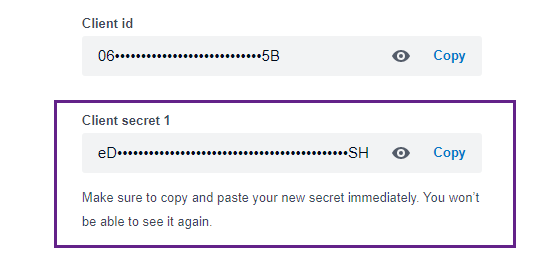 Client id
06••••••••••••••••••••••••••••5B
Copy
Client secret 1
eD••••••••••••••••••••••••••••••••••••••••••••SH
Copy
Make sure to copy and paste your new secret immediately. You won't
be able to see it again.